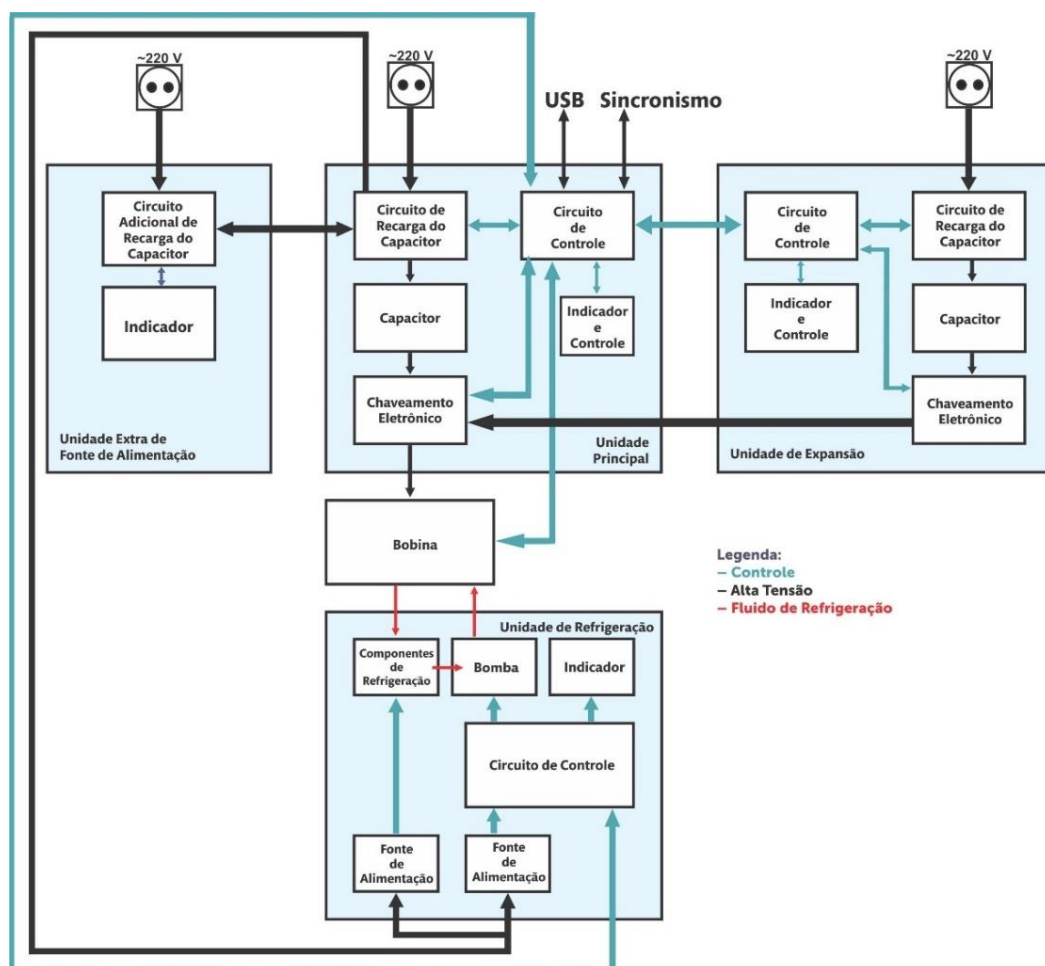 ~220 V
~220 V
~220 V
USB
Sincronismo
Circuito
Adicional de
Recarga do
Capacitor
Indicador
Unidade Extra de
Fonte de Alimentação
Circuito de
Recarga do
Capacitor
Circuito
de
Controle
Capacitor
Indicador
e
Controle
Chaveamento
Eletrônico
Unidade
Principal
Circuito
de
Controle
Circuito de
Recarga do
Capacitor
Indicador
e
Controle
Capacitor
Chaveamento
Eletrônico
Unidade de Expansão
Bobina
Legenda:
– Controle
– Alta Tensão
– Fluido de Refrigeração
Unidade de Refrigeração
Componentes
de
Refrigeração
Bomba
Indicador
Circuito de Controle
Fonte
de
Alimentação
Fonte
de
Alimentação